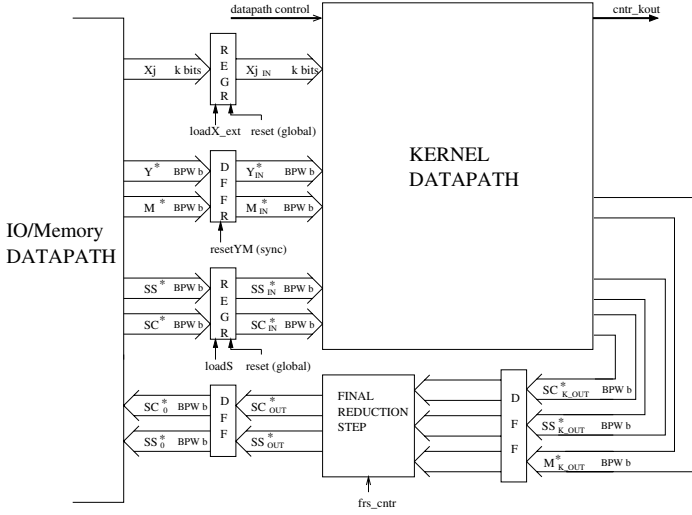 datapath control
cntr_kout
Xj k bits
R E G R
Xj IN k bits
loadX_ext reset (global)
KERNEL
DATAPATH
Y* BPW b
D F F R
Y*IN BPW b
M* BPW b
M*IN BPW b
resetYM (sync)
IO/Memory
DATAPATH
SS* BPW b
R E G R
SS*IN BPW b
SC* BPW b
SC*IN BPW b
loadS reset (global)
SC*0 BPW b
D F F
SC*OUT
SS*0 BPW b
SS*OUT
FINAL
REDUCTION
STEP
frs_cntr
D F F
SC*K_OUT BPW b
SS*K_OUT BPW b
M*K_OUT BPW b